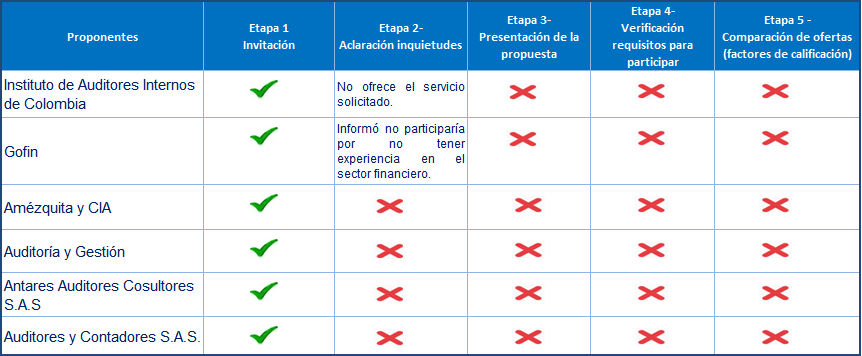 Proponentes
Etapa 1
Invitación
Etapa 2-
Aclaración inquietudes
Etapa 3-
Presentación de la
propuesta
Etapa 4-
Verificación
requisitos para
participar
Etapa 5 -
Comparación de ofertas
(factores de calificación)
Instituto de Auditores Internos
de Colombia
No ofrece el servicio
solicitado.
Gofin
Informó no participaría
por no tener
experiencia en el
sector financiero.
Amézquita y CIA
Auditoría y Gestión
Antares Auditores Cosultores
S.A.S
Auditores y Contadores S.A.S.